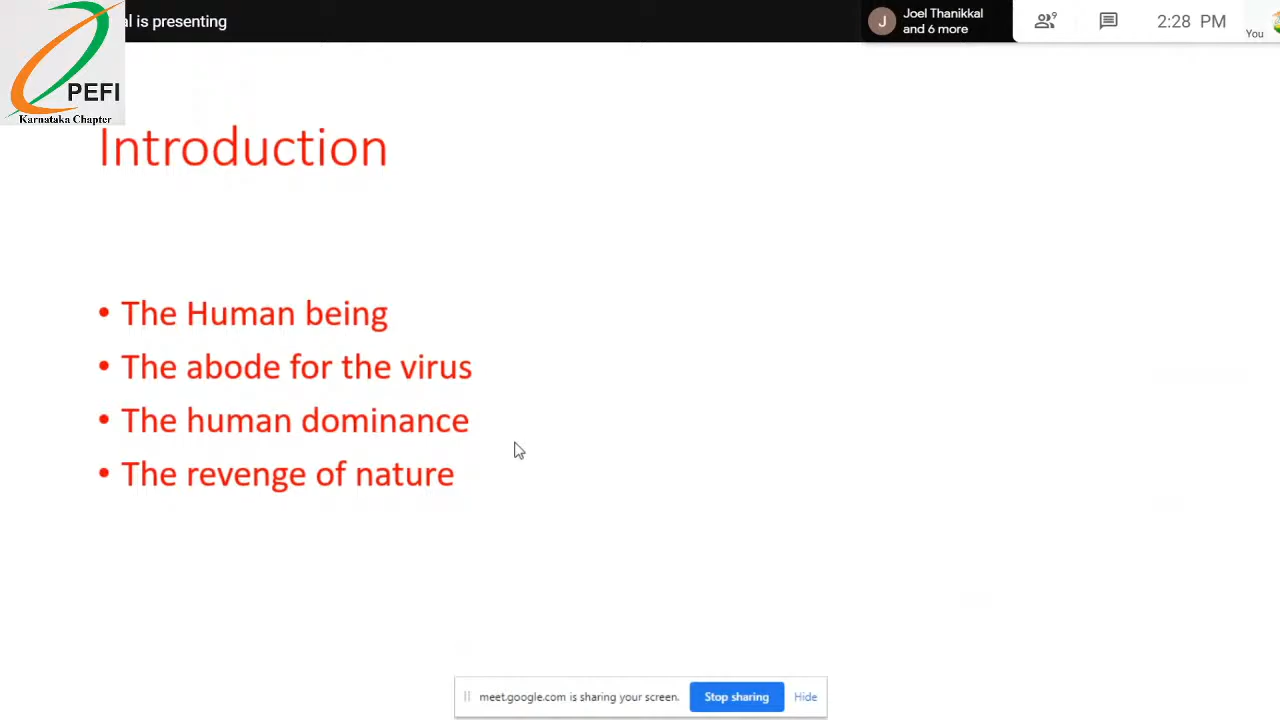 al is presenting
Joel Thanikkal
and 6 more
J
9
2:28 PM
You
PEFI
Karnataka Chapter
Introduction
• The Human being
• The abode for the virus
• The human dominance
• The revenge of nature
meet.google.com is sharing your screen.
Stop sharing
Hide